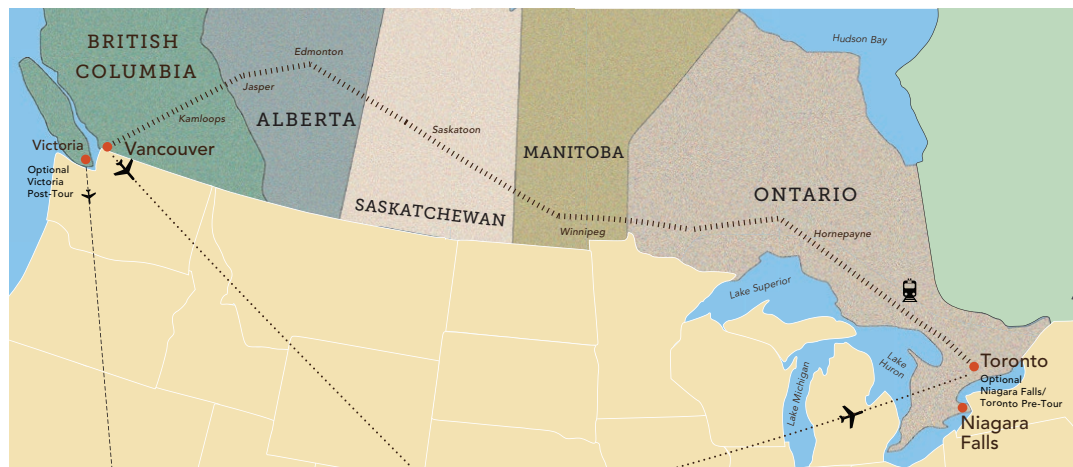 BRITISH
COLUMBIA
Edmonton
Jasper
ALBERTA
Kamloops
Victoria
Vancouver
Optional
Victoria
Post-Tour
Saskatoon
SASKATCHEWAN
MANITOBA
Winnipeg
Hudson Bay
ONTARIO
Hornepayne
Lake Superior
Lake Michigan
Lake
Huron
Toronto
Optional
Niagara Falls/
Toronto Pre-Tour
Niagara
Falls